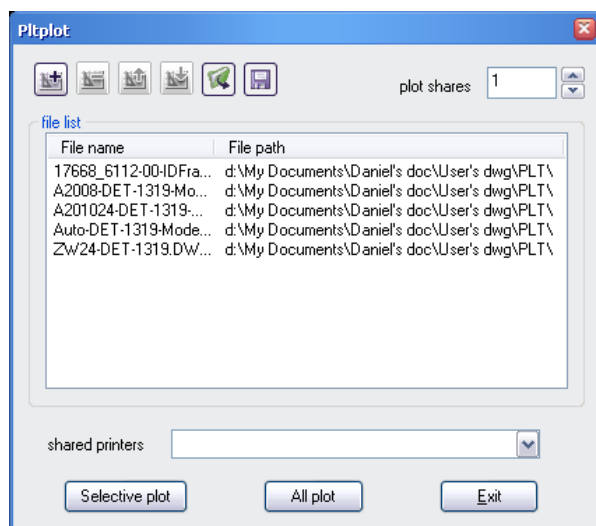 Pltplot
plot shares 1
file list
File name File path
17668_6112-00-IDFra... d:\My Documents\Daniel's doc\User's dwg\PLT\
A2008-DET-1319-Mo... d:\My Documents\Daniel's doc\User's dwg\PLT\
A201024-DET-1319-... d:\My Documents\Daniel's doc\User's dwg\PLT\
Auto-DET-1319-Mode... d:\My Documents\Daniel's doc\User's dwg\PLT\
ZW24-DET-1319.DW... d:\My Documents\Daniel's doc\User's dwg\PLT\
shared printers
Selective plot All plot Exit